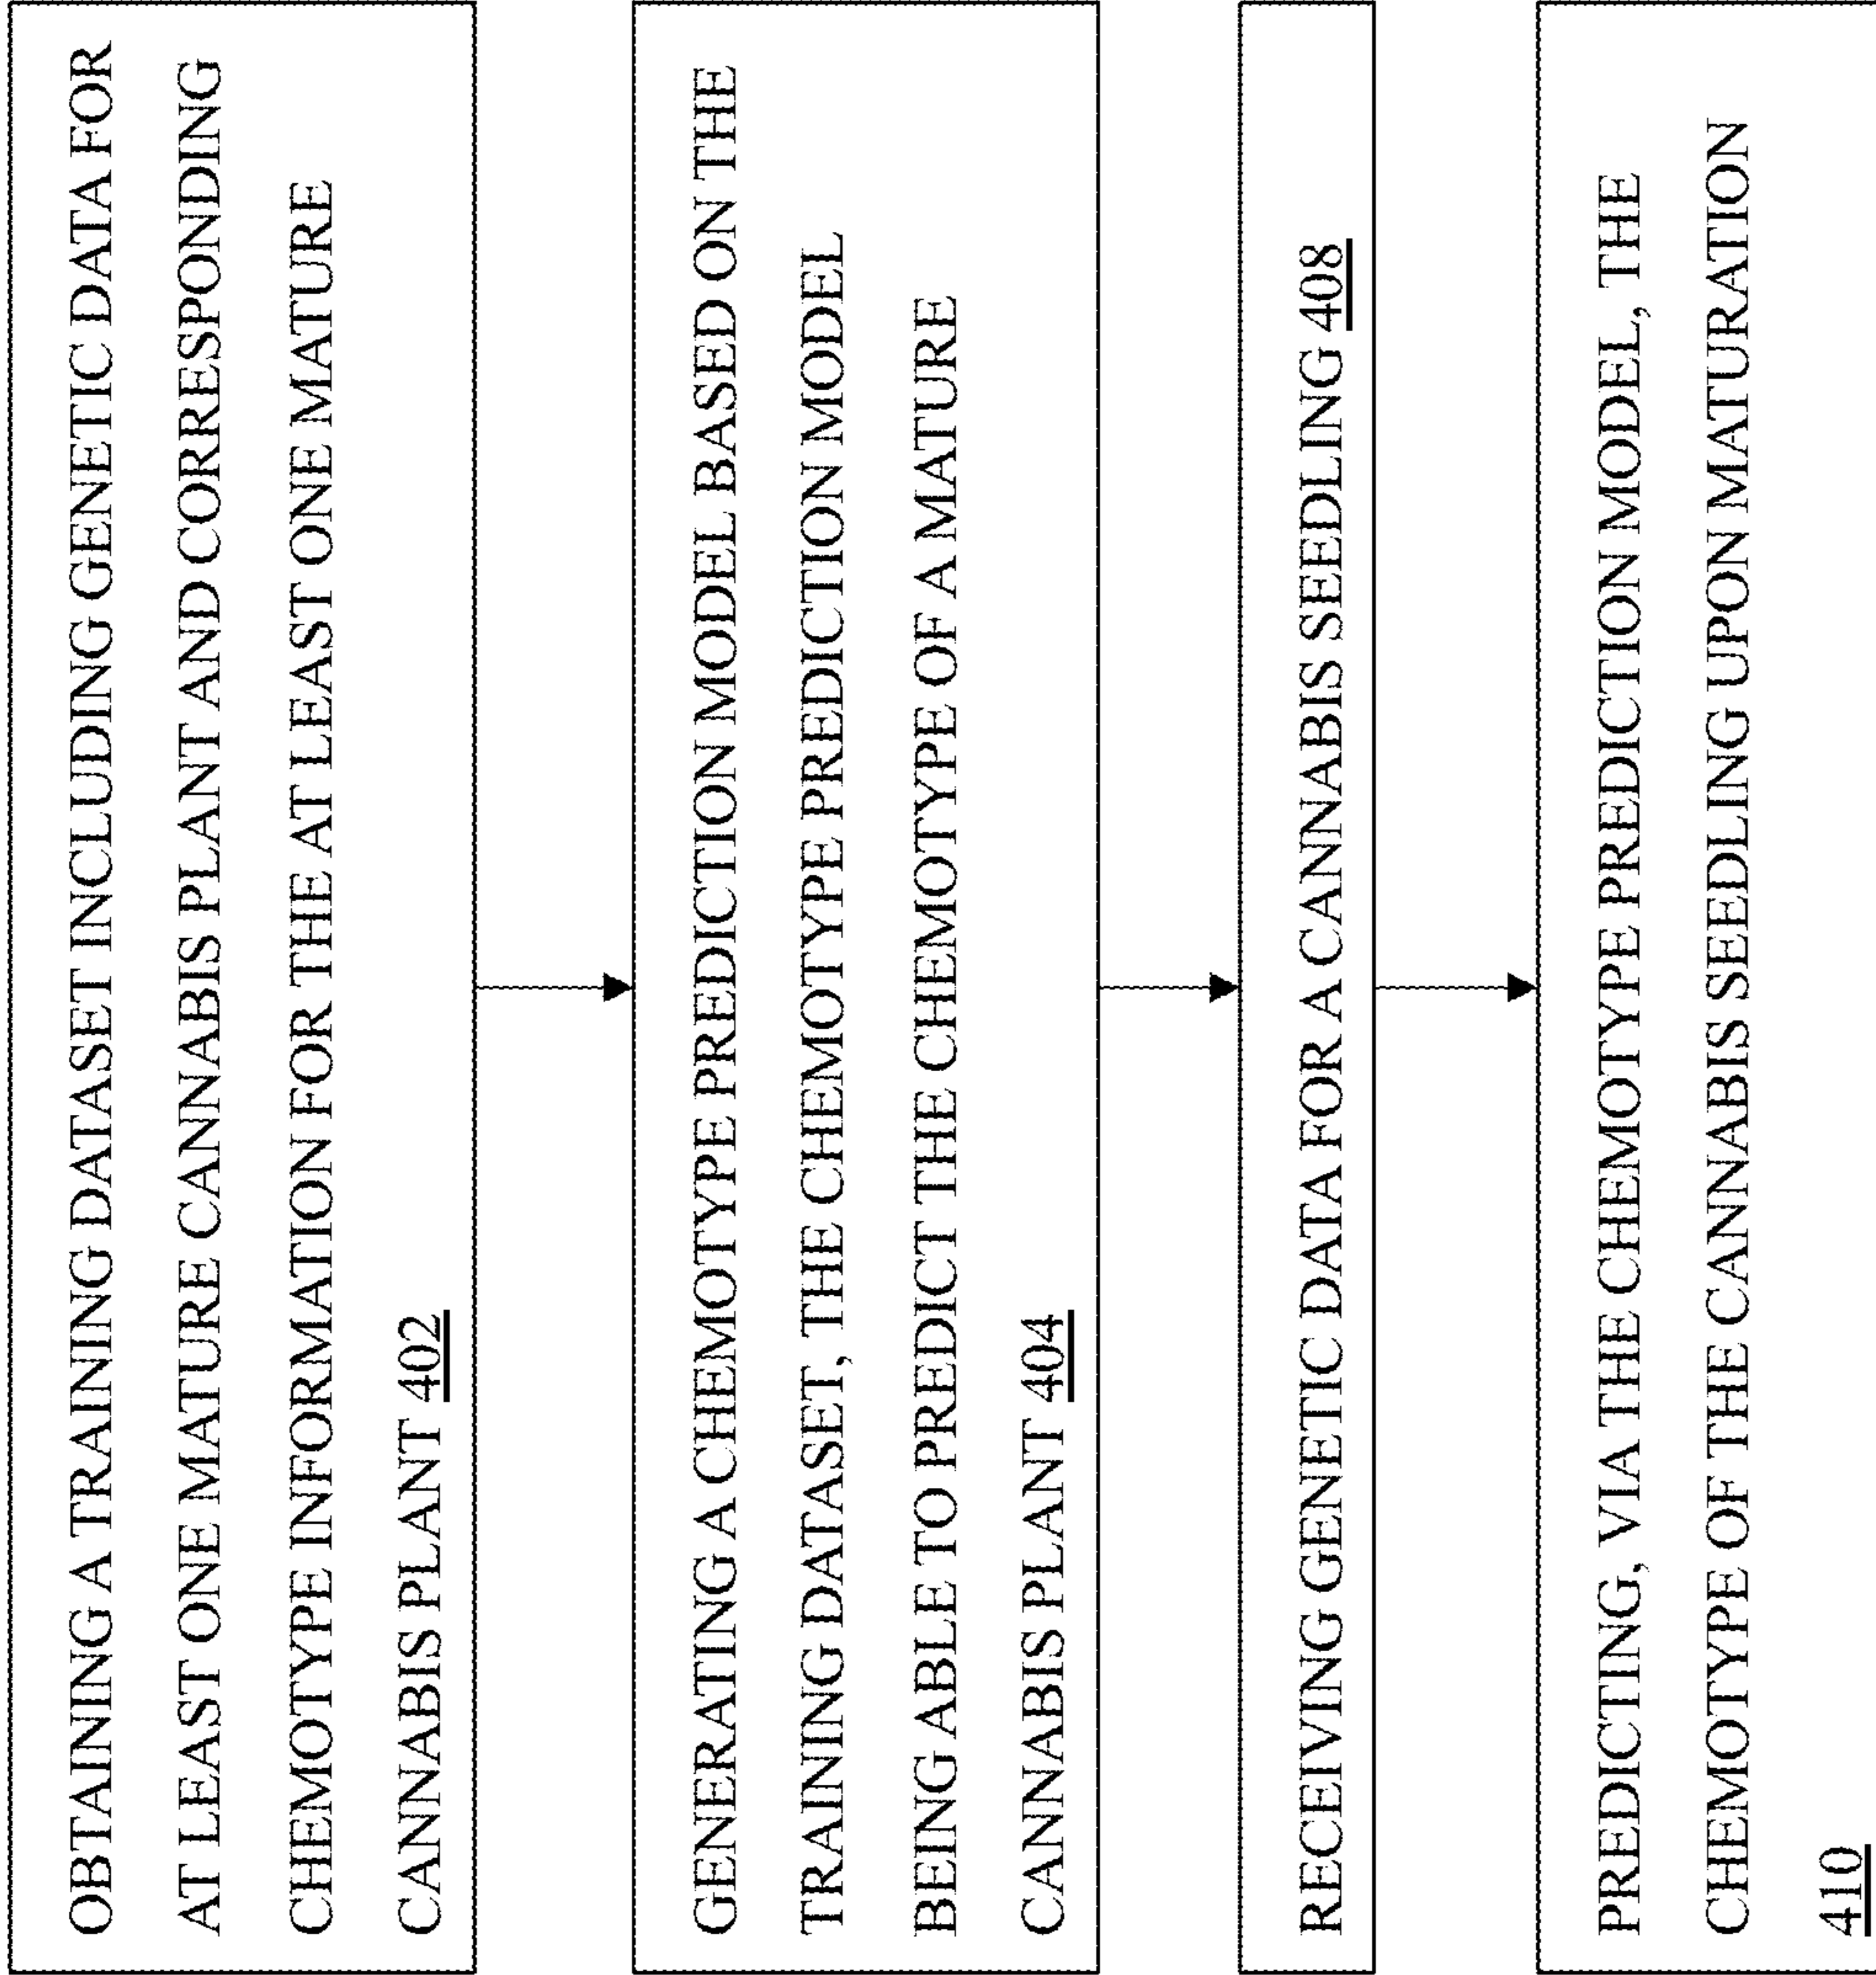 OBTAINING A TRAINING DATASET INCLUDING GENETIC DATA FOR
AT LEAST ONE MATURE CANNABIS PLANT AND CORRESPONDING
CHEMOTYPE INFORMATION FOR THE AT LEAST ONE MATURE
CANNABIS PLANT 402
GENERATING A CHEMOTYPE PREDICTION MODEL BASED ON THE
TRAINING DATASET, THE CHEMOTYPE PREDICTION MODEL
BEING ABLE TO PREDICT THE CHEMOTYPE OF A MATURE
CANNABIS PLANT 404
RECEIVING GENETIC DATA FOR A CANNABIS SEEDLING 408
PREDICTING, VIA THE CHEMOTYPE PREDICTION MODEL, THE
CHEMOTYPE OF THE CANNABIS SEEDLING UPON MATURATION
410